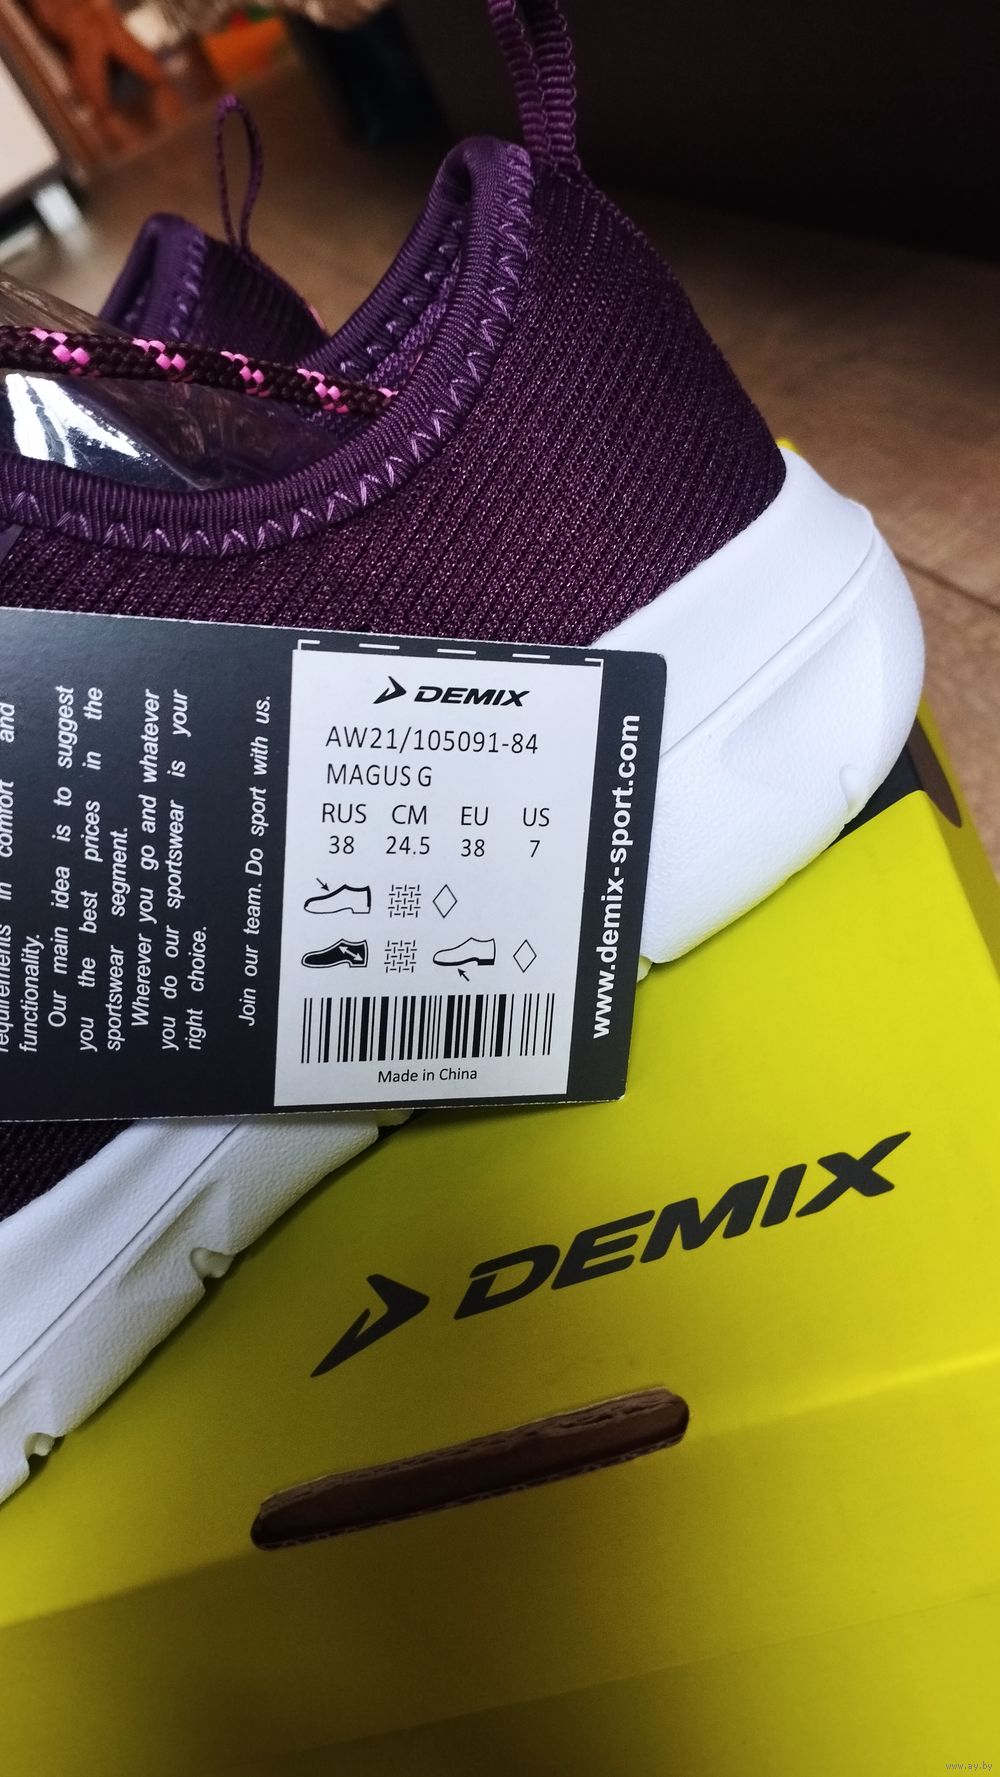 comfort and
functionality.
Our main idea is to suggest
you the best prices in the
sportswear segment.
Wherever you go and whatever
you do our sportswear is your
right choice.
Join our team. Do sport with us.
DEMIX
AW21/105091-84
MAGUS G
RUS CM EU US
38 24.5 38 7
Made in China
www.demix-sport.com
DEMIX
www.ay.by